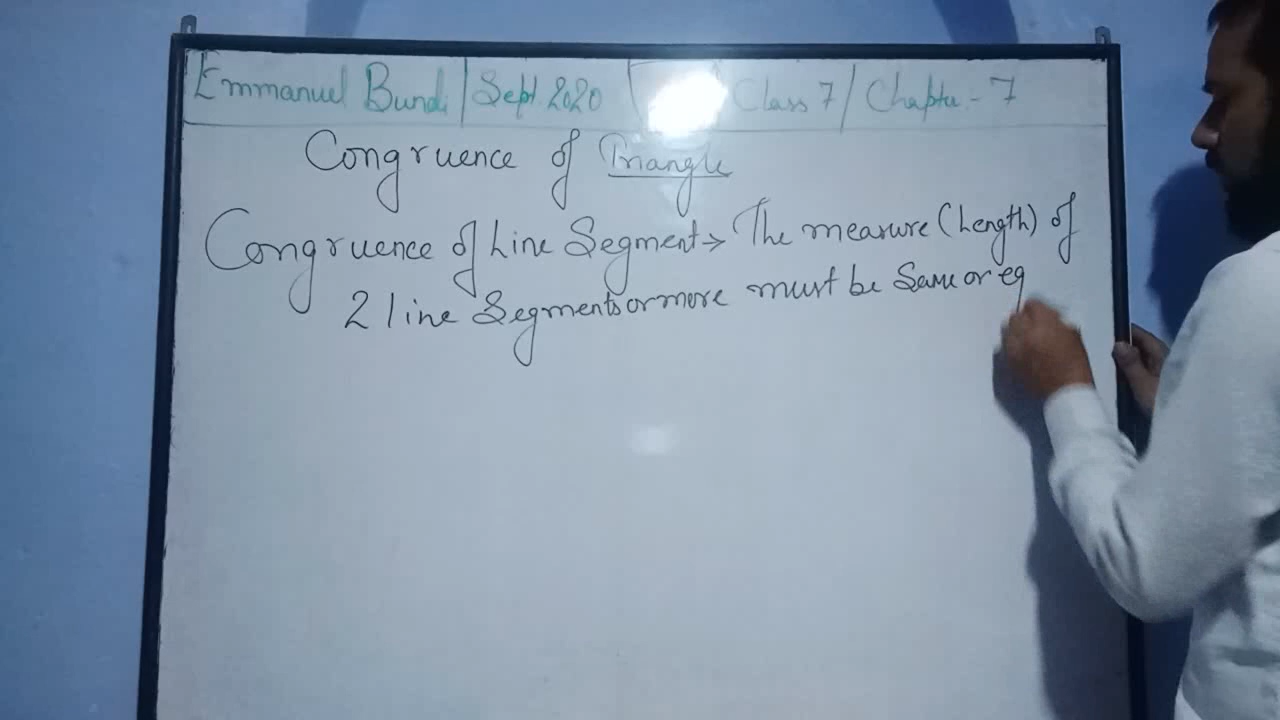 Emmanuel Bundi | Sept 2020 | Class 7 / Chapter - 7
Congruence of Triangle
Congruence of Line Segment → The measure (Length) of
2 line Segments or more must be Same or eq